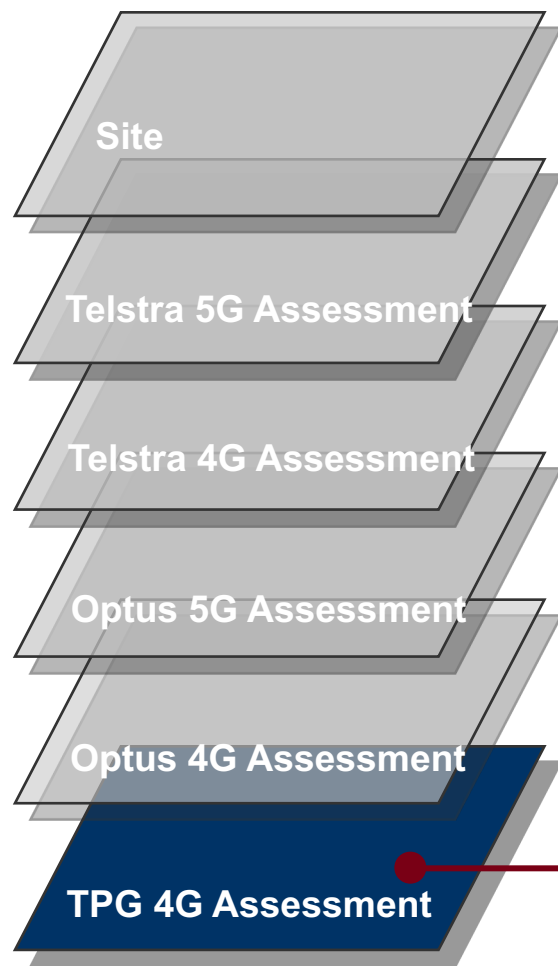 Site
Telstra 5G Assessment
Telstra 4G Assessment
Optus 5G Assessment
Optus 4G Assessment
TPG 4G Assessment